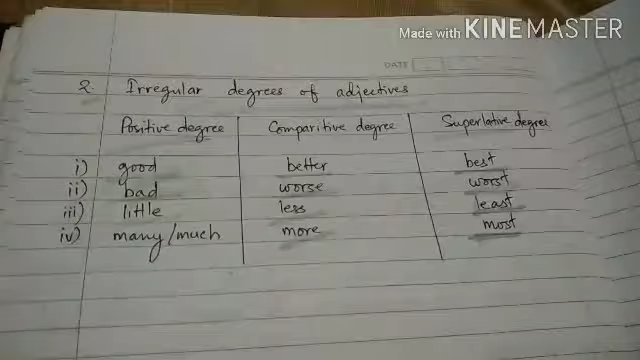 Made with KINEMASTER
DATE
2. Irregular degrees of adjectives
Positive degree Comparitive degree Superlative degree
i) good better best
ii) bad worse worst
iii) little less least
iv) many/much more most